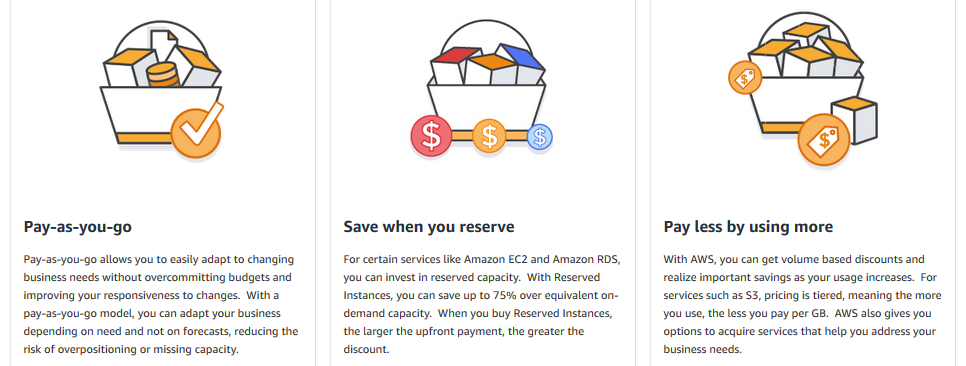 Pay-as-you-go
Pay-as-you-go allows you to easily adapt to changing
business needs without overcommitting budgets and
improving your responsiveness to changes. With a
pay-as-you-go model, you can adapt your business
depending on need and not on forecasts, reducing the
risk of overpositioning or missing capacity.
Save when you reserve
For certain services like Amazon EC2 and Amazon RDS,
you can invest in reserved capacity. With Reserved
Instances, you can save up to 75% over equivalent on-
demand capacity. When you buy Reserved Instances,
the larger the upfront payment, the greater the
discount.
Pay less by using more
With AWS, you can get volume based discounts and
realize important savings as your usage increases. For
services such as S3, pricing is tiered, meaning the more
you use, the less you pay per GB. AWS also gives you
options to acquire services that help you address your
business needs.